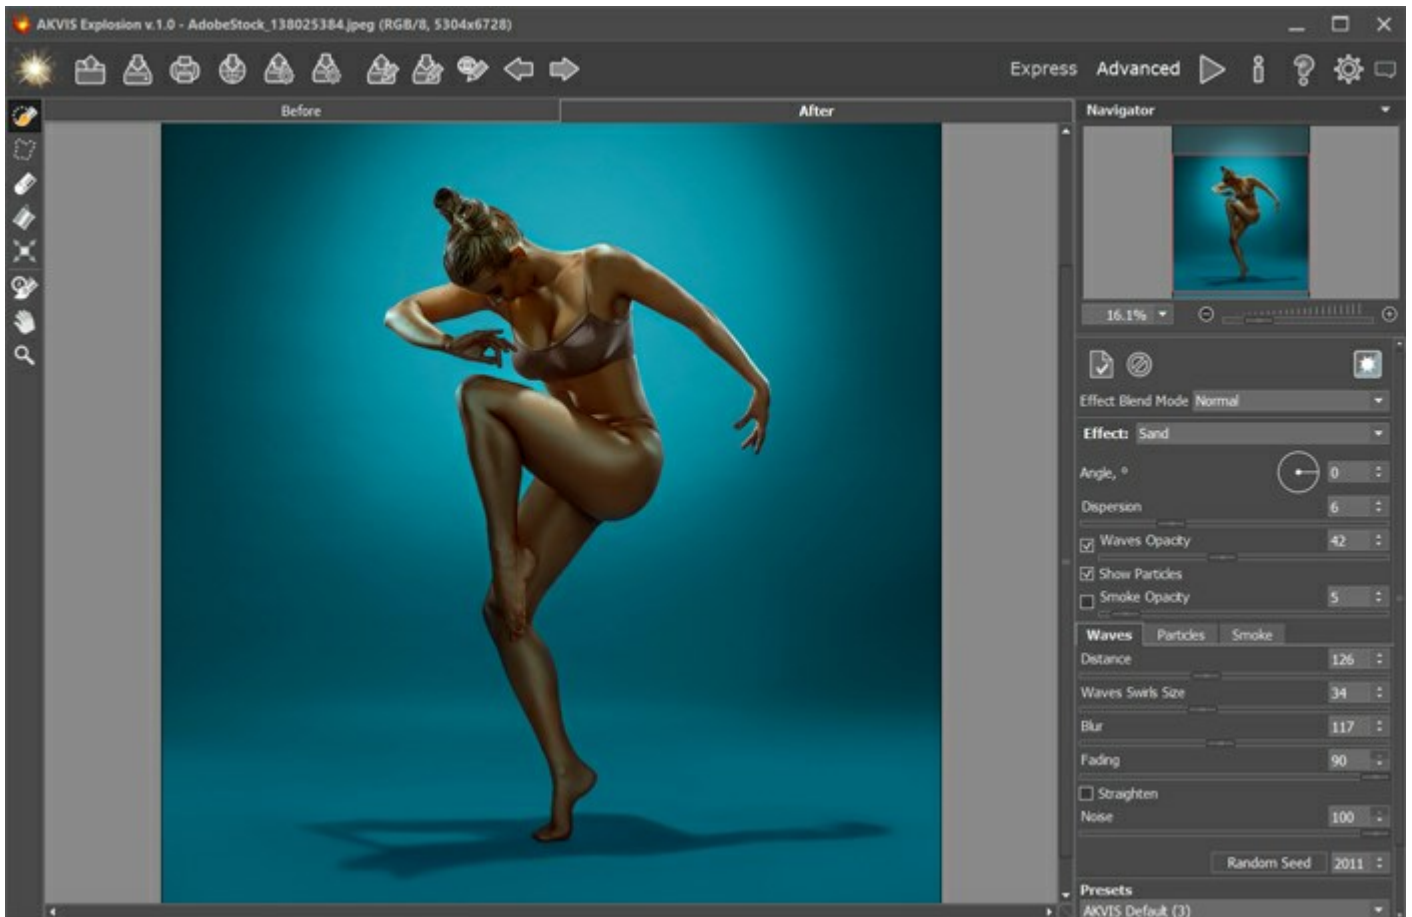 AKVIS Explosion v.1.0 - AdobeStock_138025384.jpeg (RGB/8, 5304x6728)
Express Advanced
Before After
Navigator
16.1%
Effect Blend Mode Normal
Effect: Sand
Angle, ° 0
Dispersion 6
Waves Opacity 42
Show Particles
Smoke Opacity 5
Waves Particles Smoke
Distance 126
Waves Swirls Size 34
Blur 117
Fading 90
Straighten
Noise 100
Random Seed 2011
Presets
AKVIS Default (3)